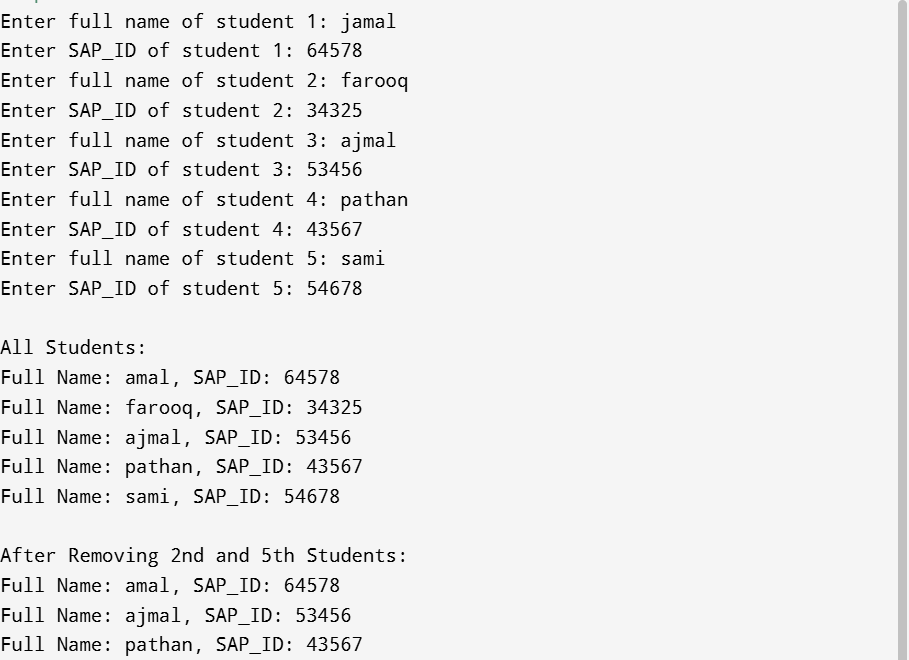 Enter full name of student 1: jamal
Enter SAP_ID of student 1: 64578
Enter full name of student 2: farooq
Enter SAP_ID of student 2: 34325
Enter full name of student 3: ajmal
Enter SAP_ID of student 3: 53456
Enter full name of student 4: pathan
Enter SAP_ID of student 4: 43567
Enter full name of student 5: sami
Enter SAP_ID of student 5: 54678
All Students:
Full Name: amal, SAP_ID: 64578
Full Name: farooq, SAP_ID: 34325
Full Name: ajmal, SAP_ID: 53456
Full Name: pathan, SAP_ID: 43567
Full Name: sami, SAP_ID: 54678
After Removing 2nd and 5th Students:
Full Name: amal, SAP_ID: 64578
Full Name: ajmal, SAP_ID: 53456
Full Name: pathan, SAP_ID: 43567